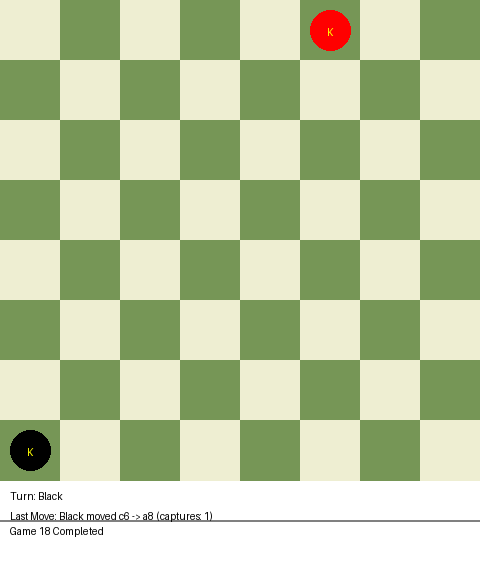 K
K
Turn: Black
Last Move: Black moved c6 -> a8 (captures: 1)
Game 18 Completed